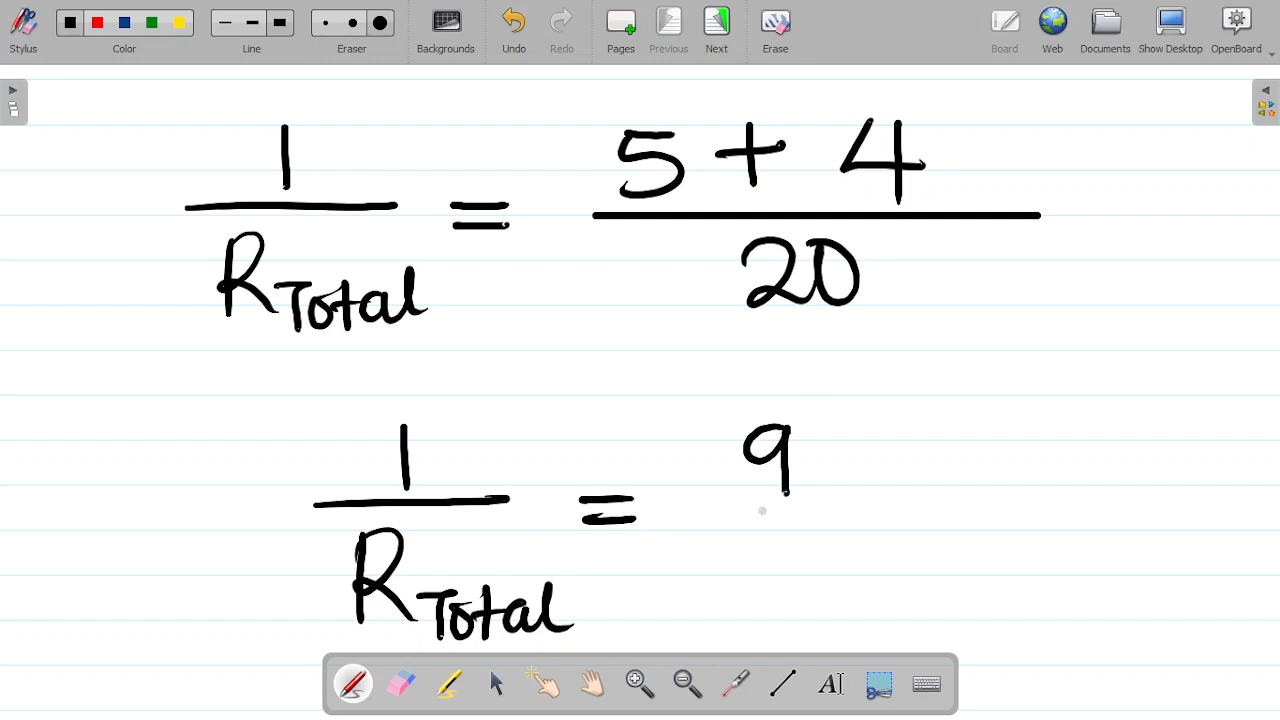 Stylus Color Line Eraser Backgrounds Undo Redo Pages Previous Next Erase Board Web Documents Show Desktop OpenBoard
1/R_Total = 5 + 4/20
1/R_Total = 9